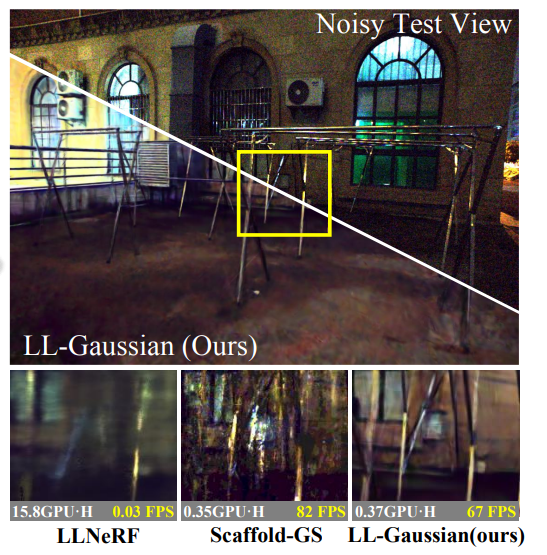 Noisy Test View
LL-Gaussian (Ours)
15.8GPU·H 0.03 FPS
0.35GPU·H 82 FPS
0.37GPU·H 67 FPS
LLNeRF
Scaffold-GS
LL-Gaussian(ours)